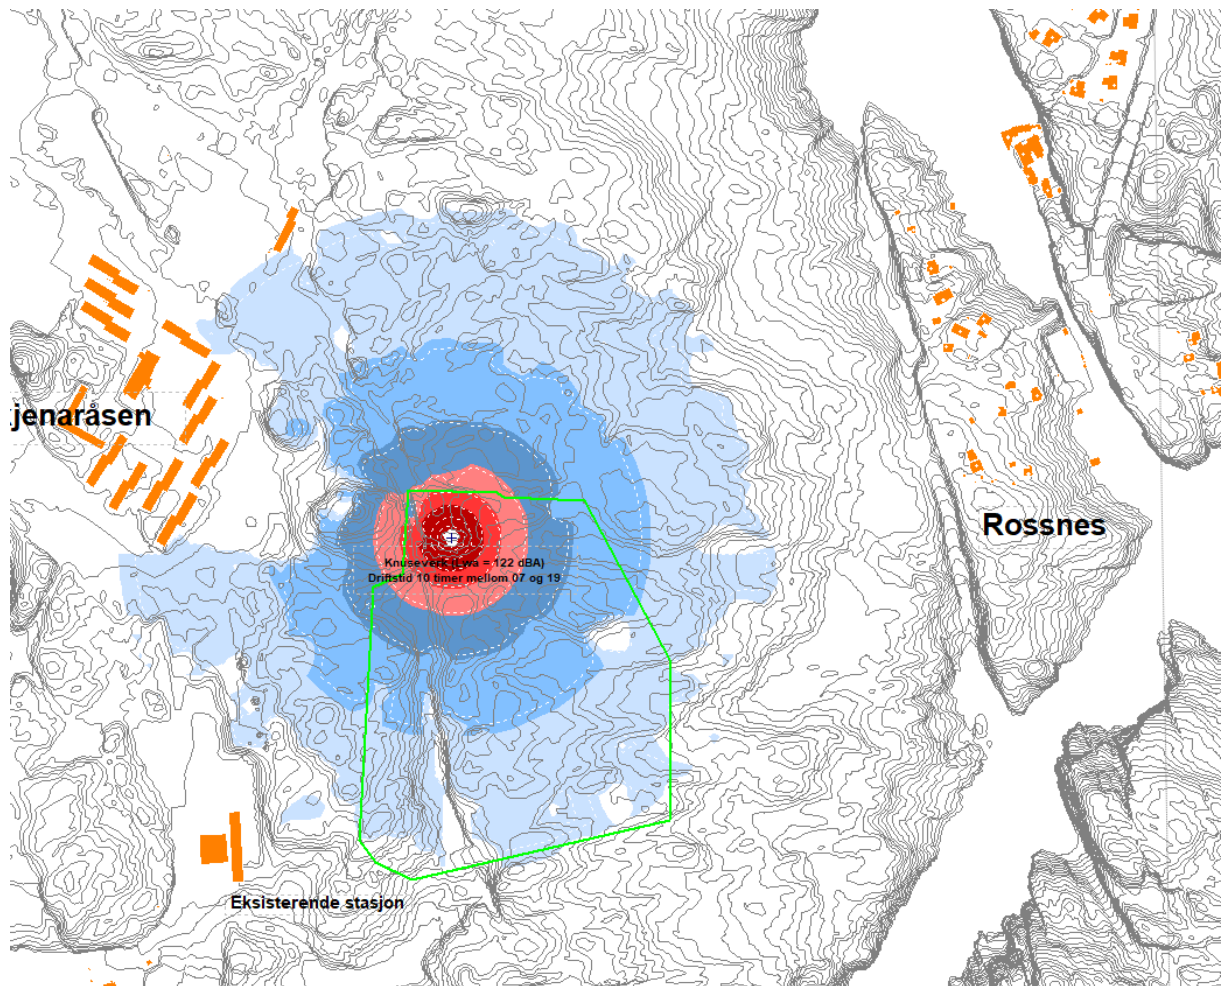 jenaråsen
Rossnes
Knuseverk (Lwa = 122 dBA)
Driftstid 10 timer mellom 07 og 19
Eksisterende stasjon